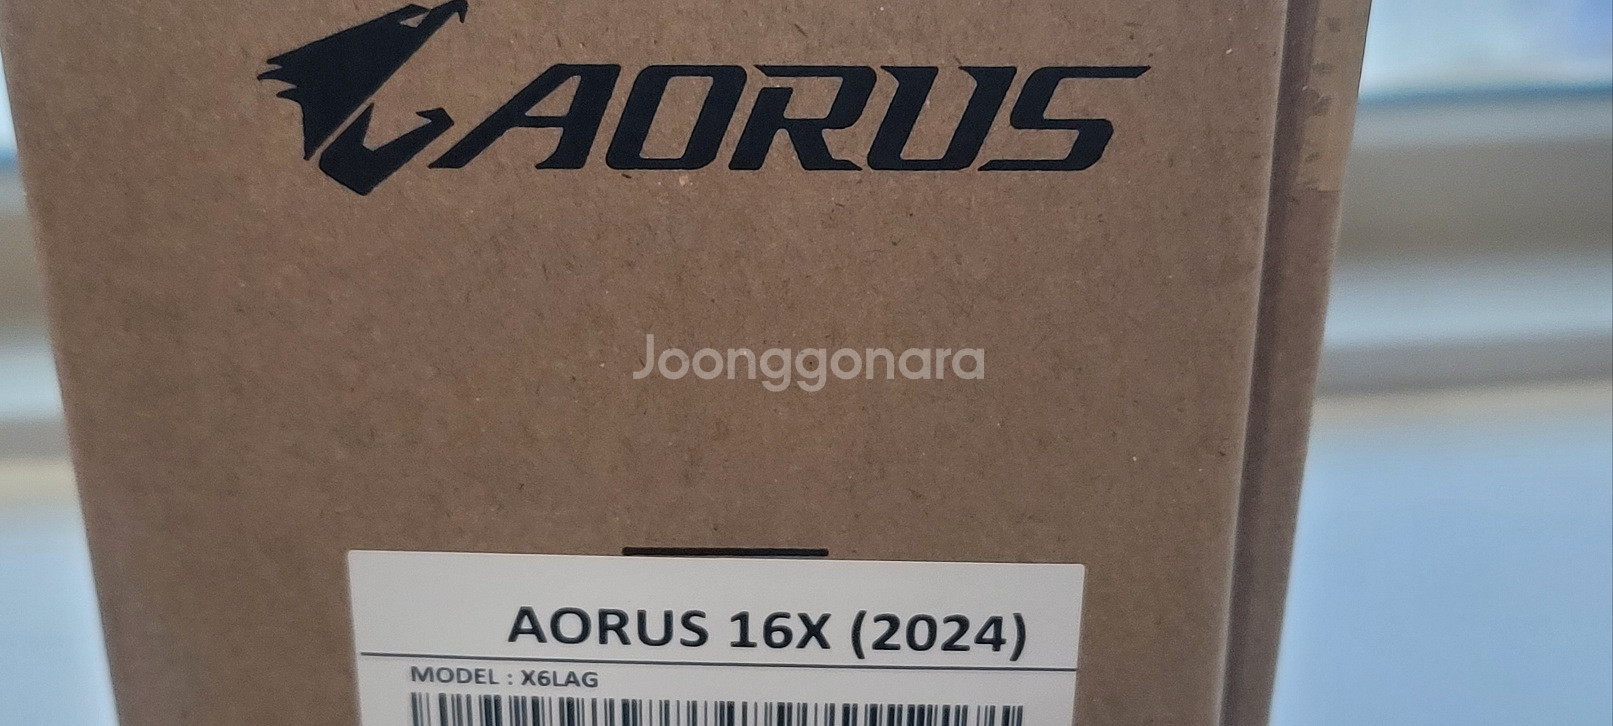 AORUS
Joonggonara
AORUS 16X (2024)
MODEL : X6LAG